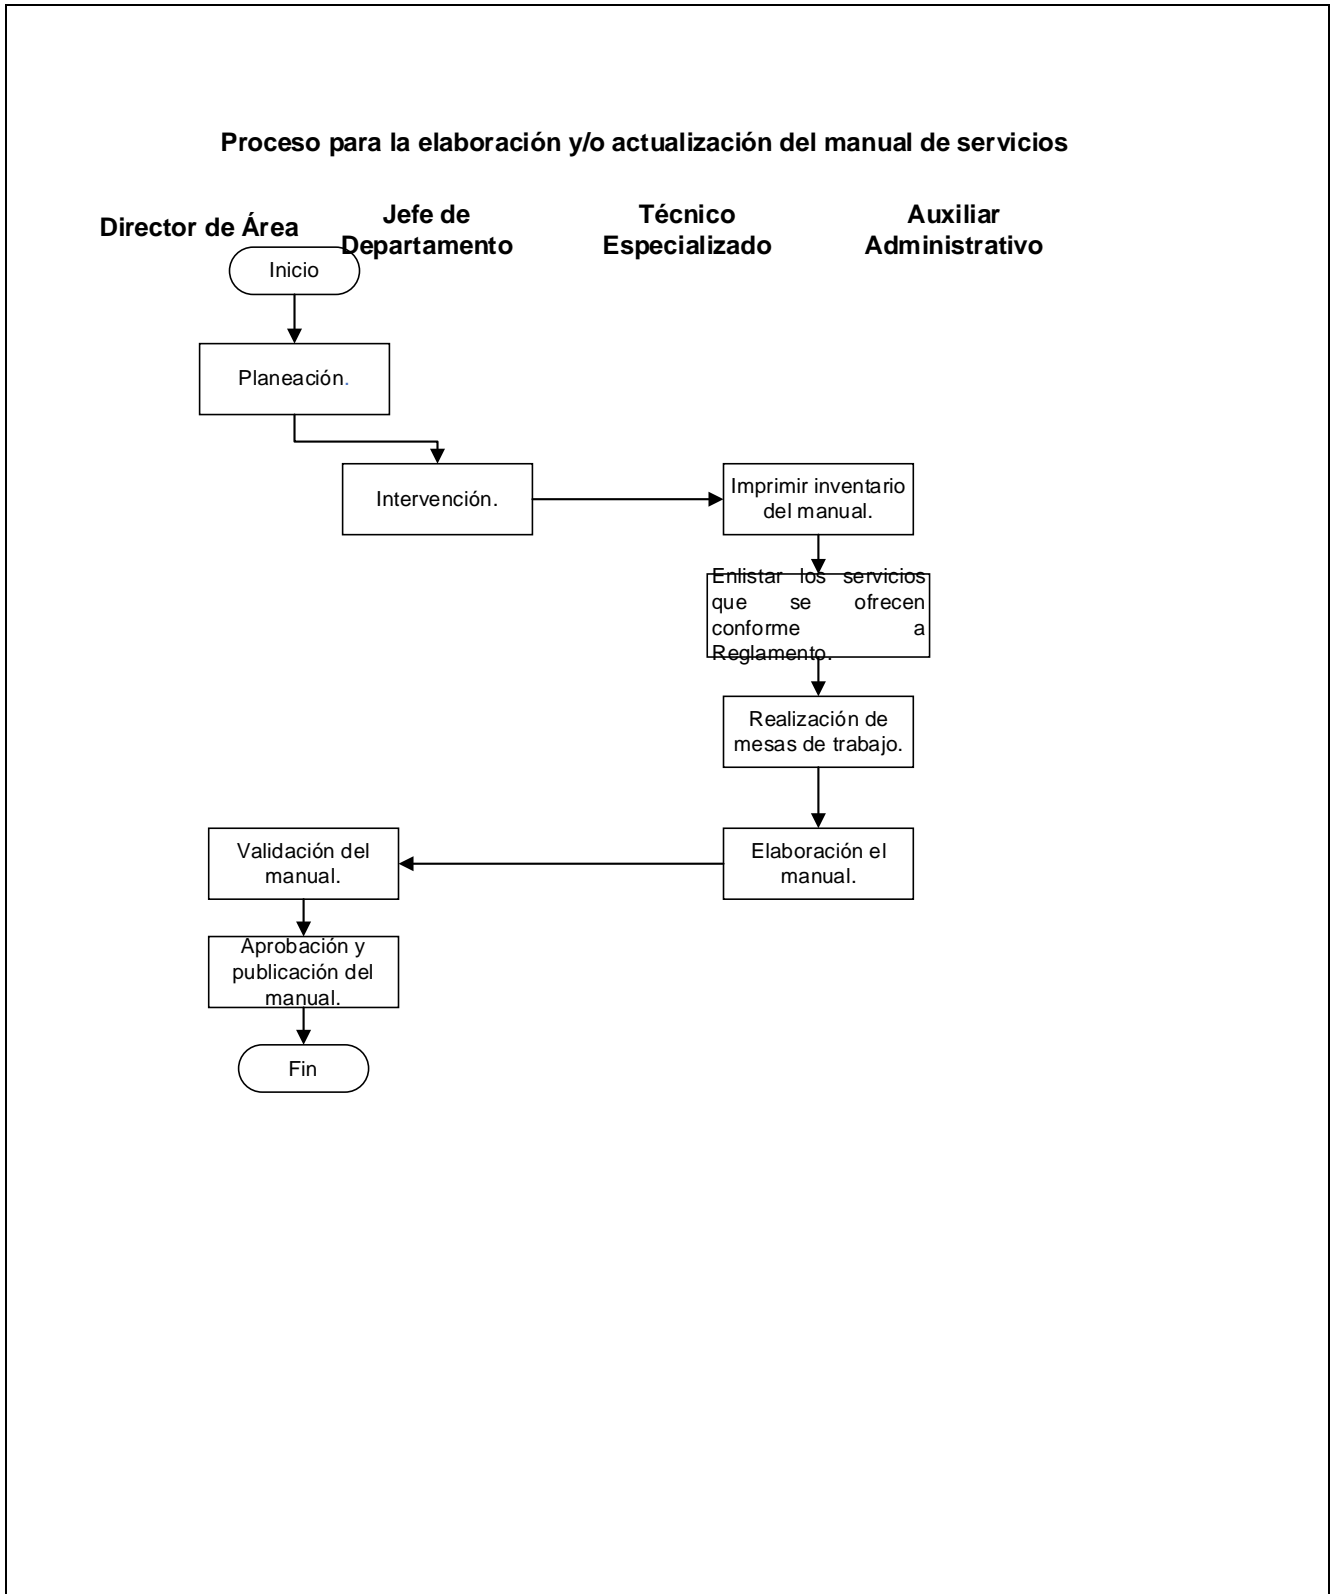 Proceso para la elaboración y/o actualización del manual de servicios
Director de Área
Jefe de
Departamento
Técnico
Especializado
Auxiliar
Administrativo
Inicio
Planeación.
Intervención.
Imprimir inventario
del manual.
Enlistar los servicios
que se ofrecen
conforme a
Reglamento.
Realización de
mesas de trabajo.
Elaboración el
manual.
Validación del
manual.
Aprobación y
publicación del
manual.
Fin